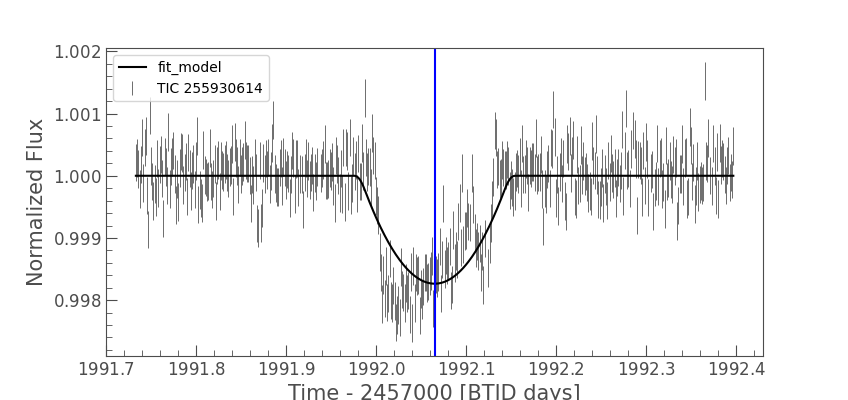 1.002
1.001
1.000
0.999
0.998
Normalized Flux
fit_model
TIC 255930614
1991.7 1991.8 1991.9 1992.0 1992.1 1992.2 1992.3 1992.4
Time - 2457000 [BTJD days]